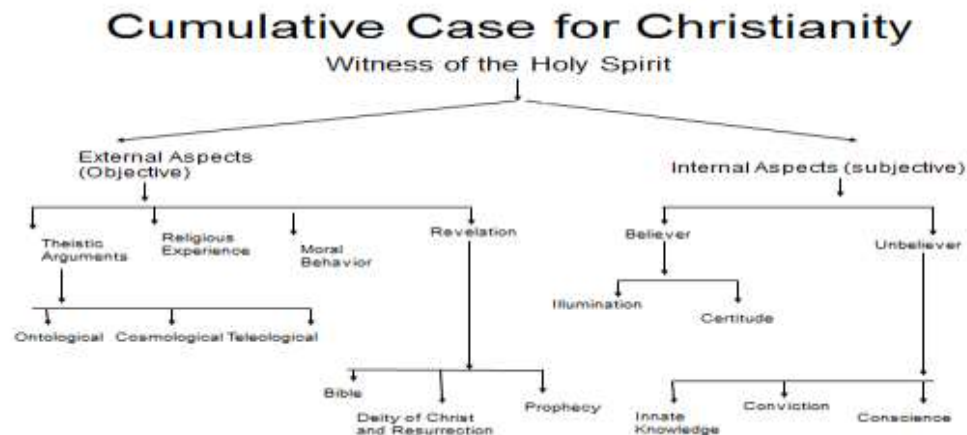 Cumulative Case for Christianity
Witness of the Holy Spirit
External Aspects
(Objective)
Internal Aspects (subjective)
Theistic
Arguments
Religious
Experience
Moral
Behavior
Revelation
Believer
Unbeliever
Illumination
Certitude
Ontological
Cosmological
Teleological
Bible
Deity of Christ
and Resurrection
Prophecy
Innate
Knowledge
Conviction
Conscience